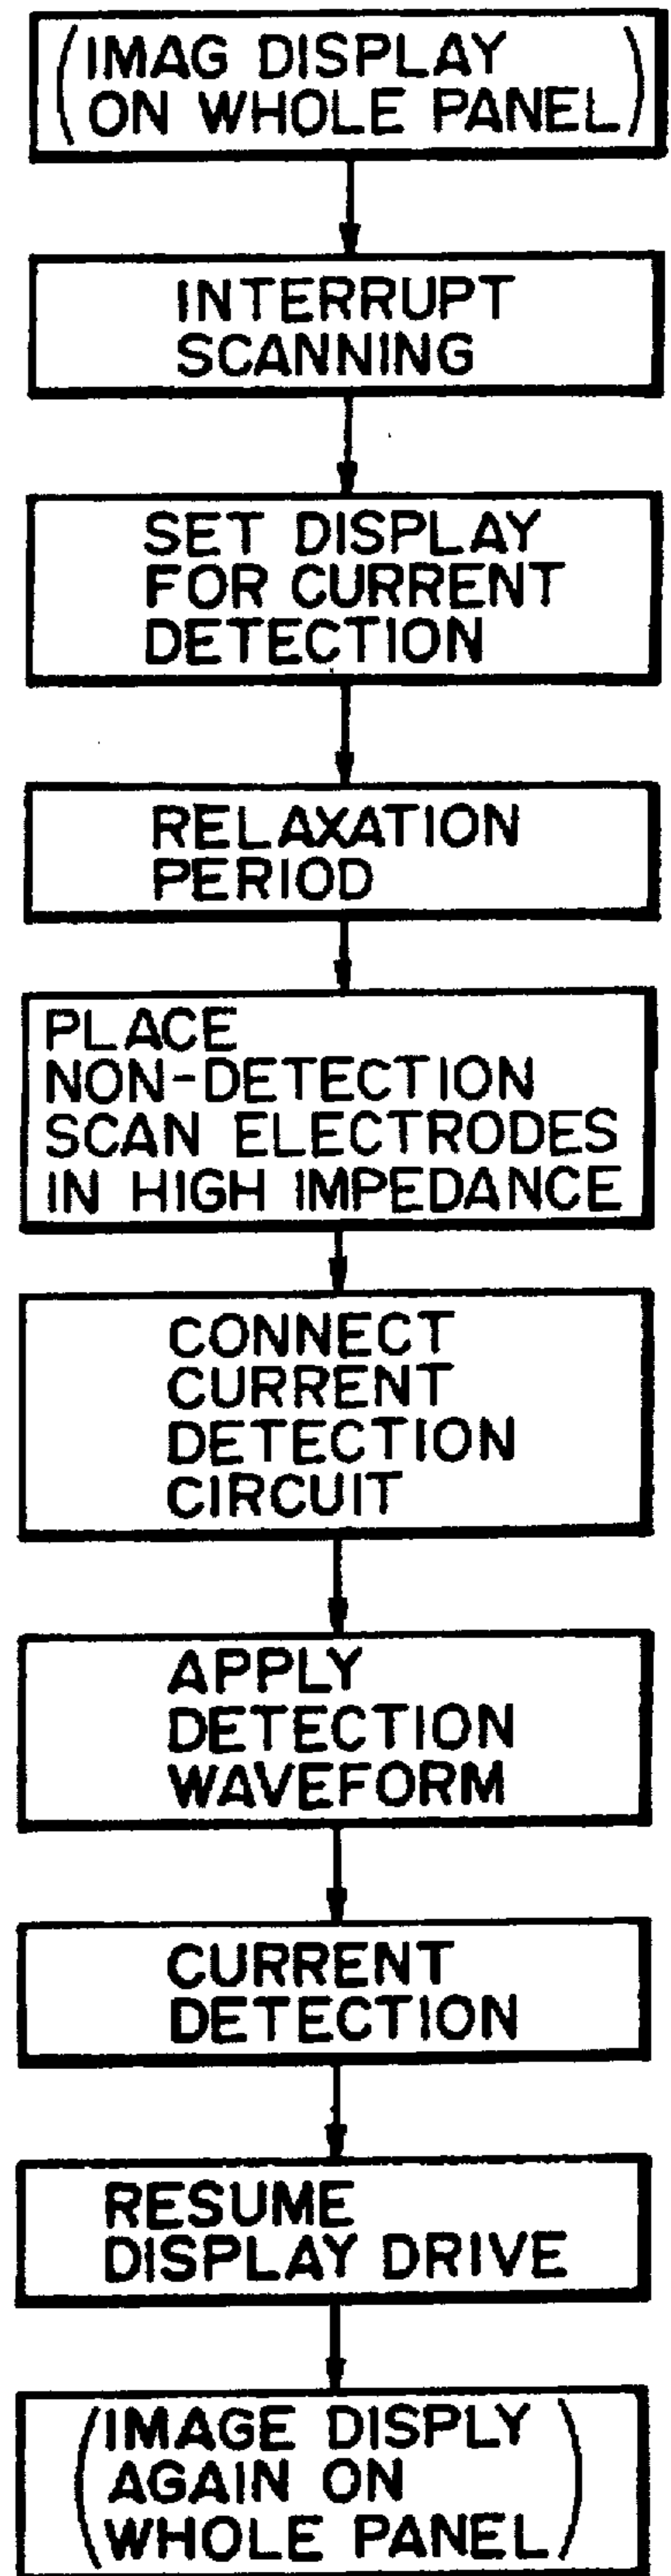 (IMAG DISPLAY
ON WHOLE PANEL)
INTERRUPT
SCANNING
SET DISPLAY
FOR CURRENT
DETECTION
RELAXATION
PERIOD
PLACE
NON-DETECTION
SCAN ELECTRODES
IN HIGH IMPEDANCE
CONNECT
CURRENT
DETECTION
CIRCUIT
APPLY
DETECTION
WAVEFORM
CURRENT
DETECTION
RESUME
DISPLAY DRIVE
(IMAGE DISPLY
AGAIN ON
WHOLE PANEL)